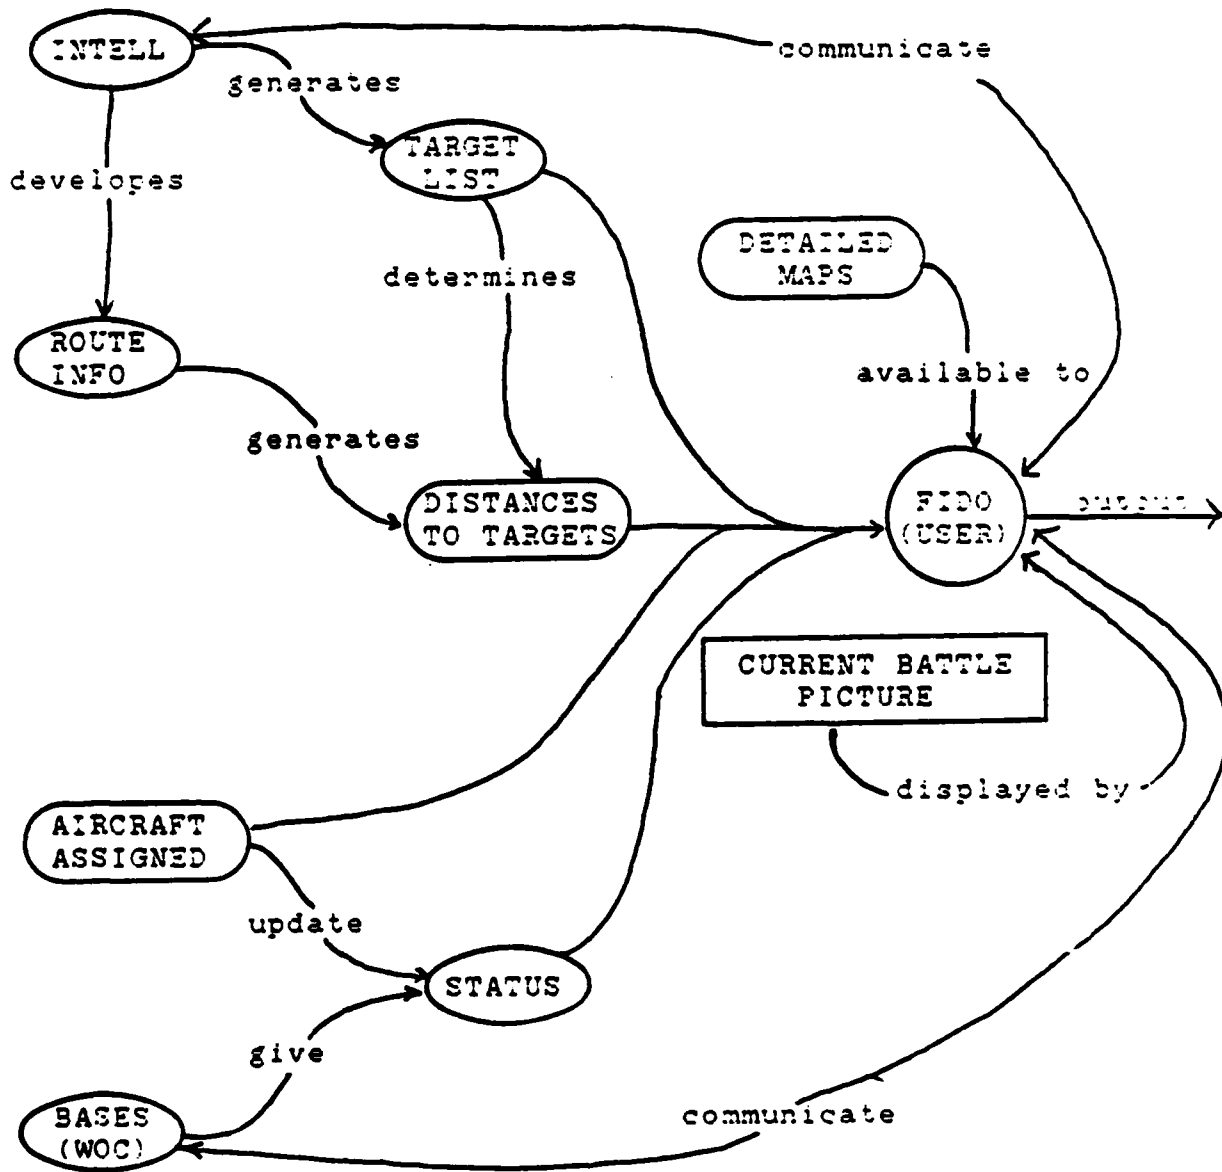 INTELL
communicate
generates
TARGET
LIST
developes
DETAILED
MAPS
determines
ROUTE
INFO
available to
generates
DISTANCES
TO TARGETS
FIDO
(USER)
output
CURRENT BATTLE
PICTURE
displayed by
AIRCRAFT
ASSIGNED
update
STATUS
give
BASES
(WOC)
communicate